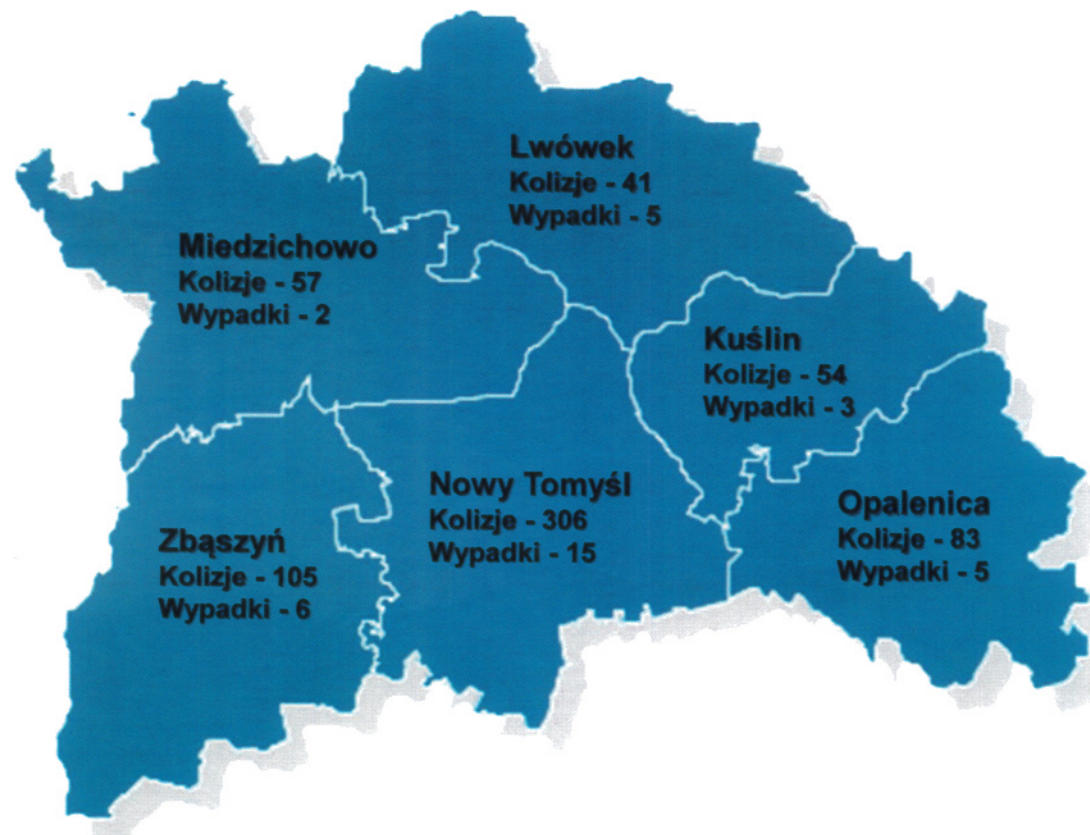 Lwówek
Kolizje - 41
Wypadki - 5
Miedzichowo
Kolizje - 57
Wypadki - 2
Kuślin
Kolizje - 54
Wypadki - 3
Nowy Tomyśl
Kolizje - 306
Wypadki - 15
Opalenica
Kolizje - 83
Wypadki - 5
Zbąszyń
Kolizje - 105
Wypadki - 6